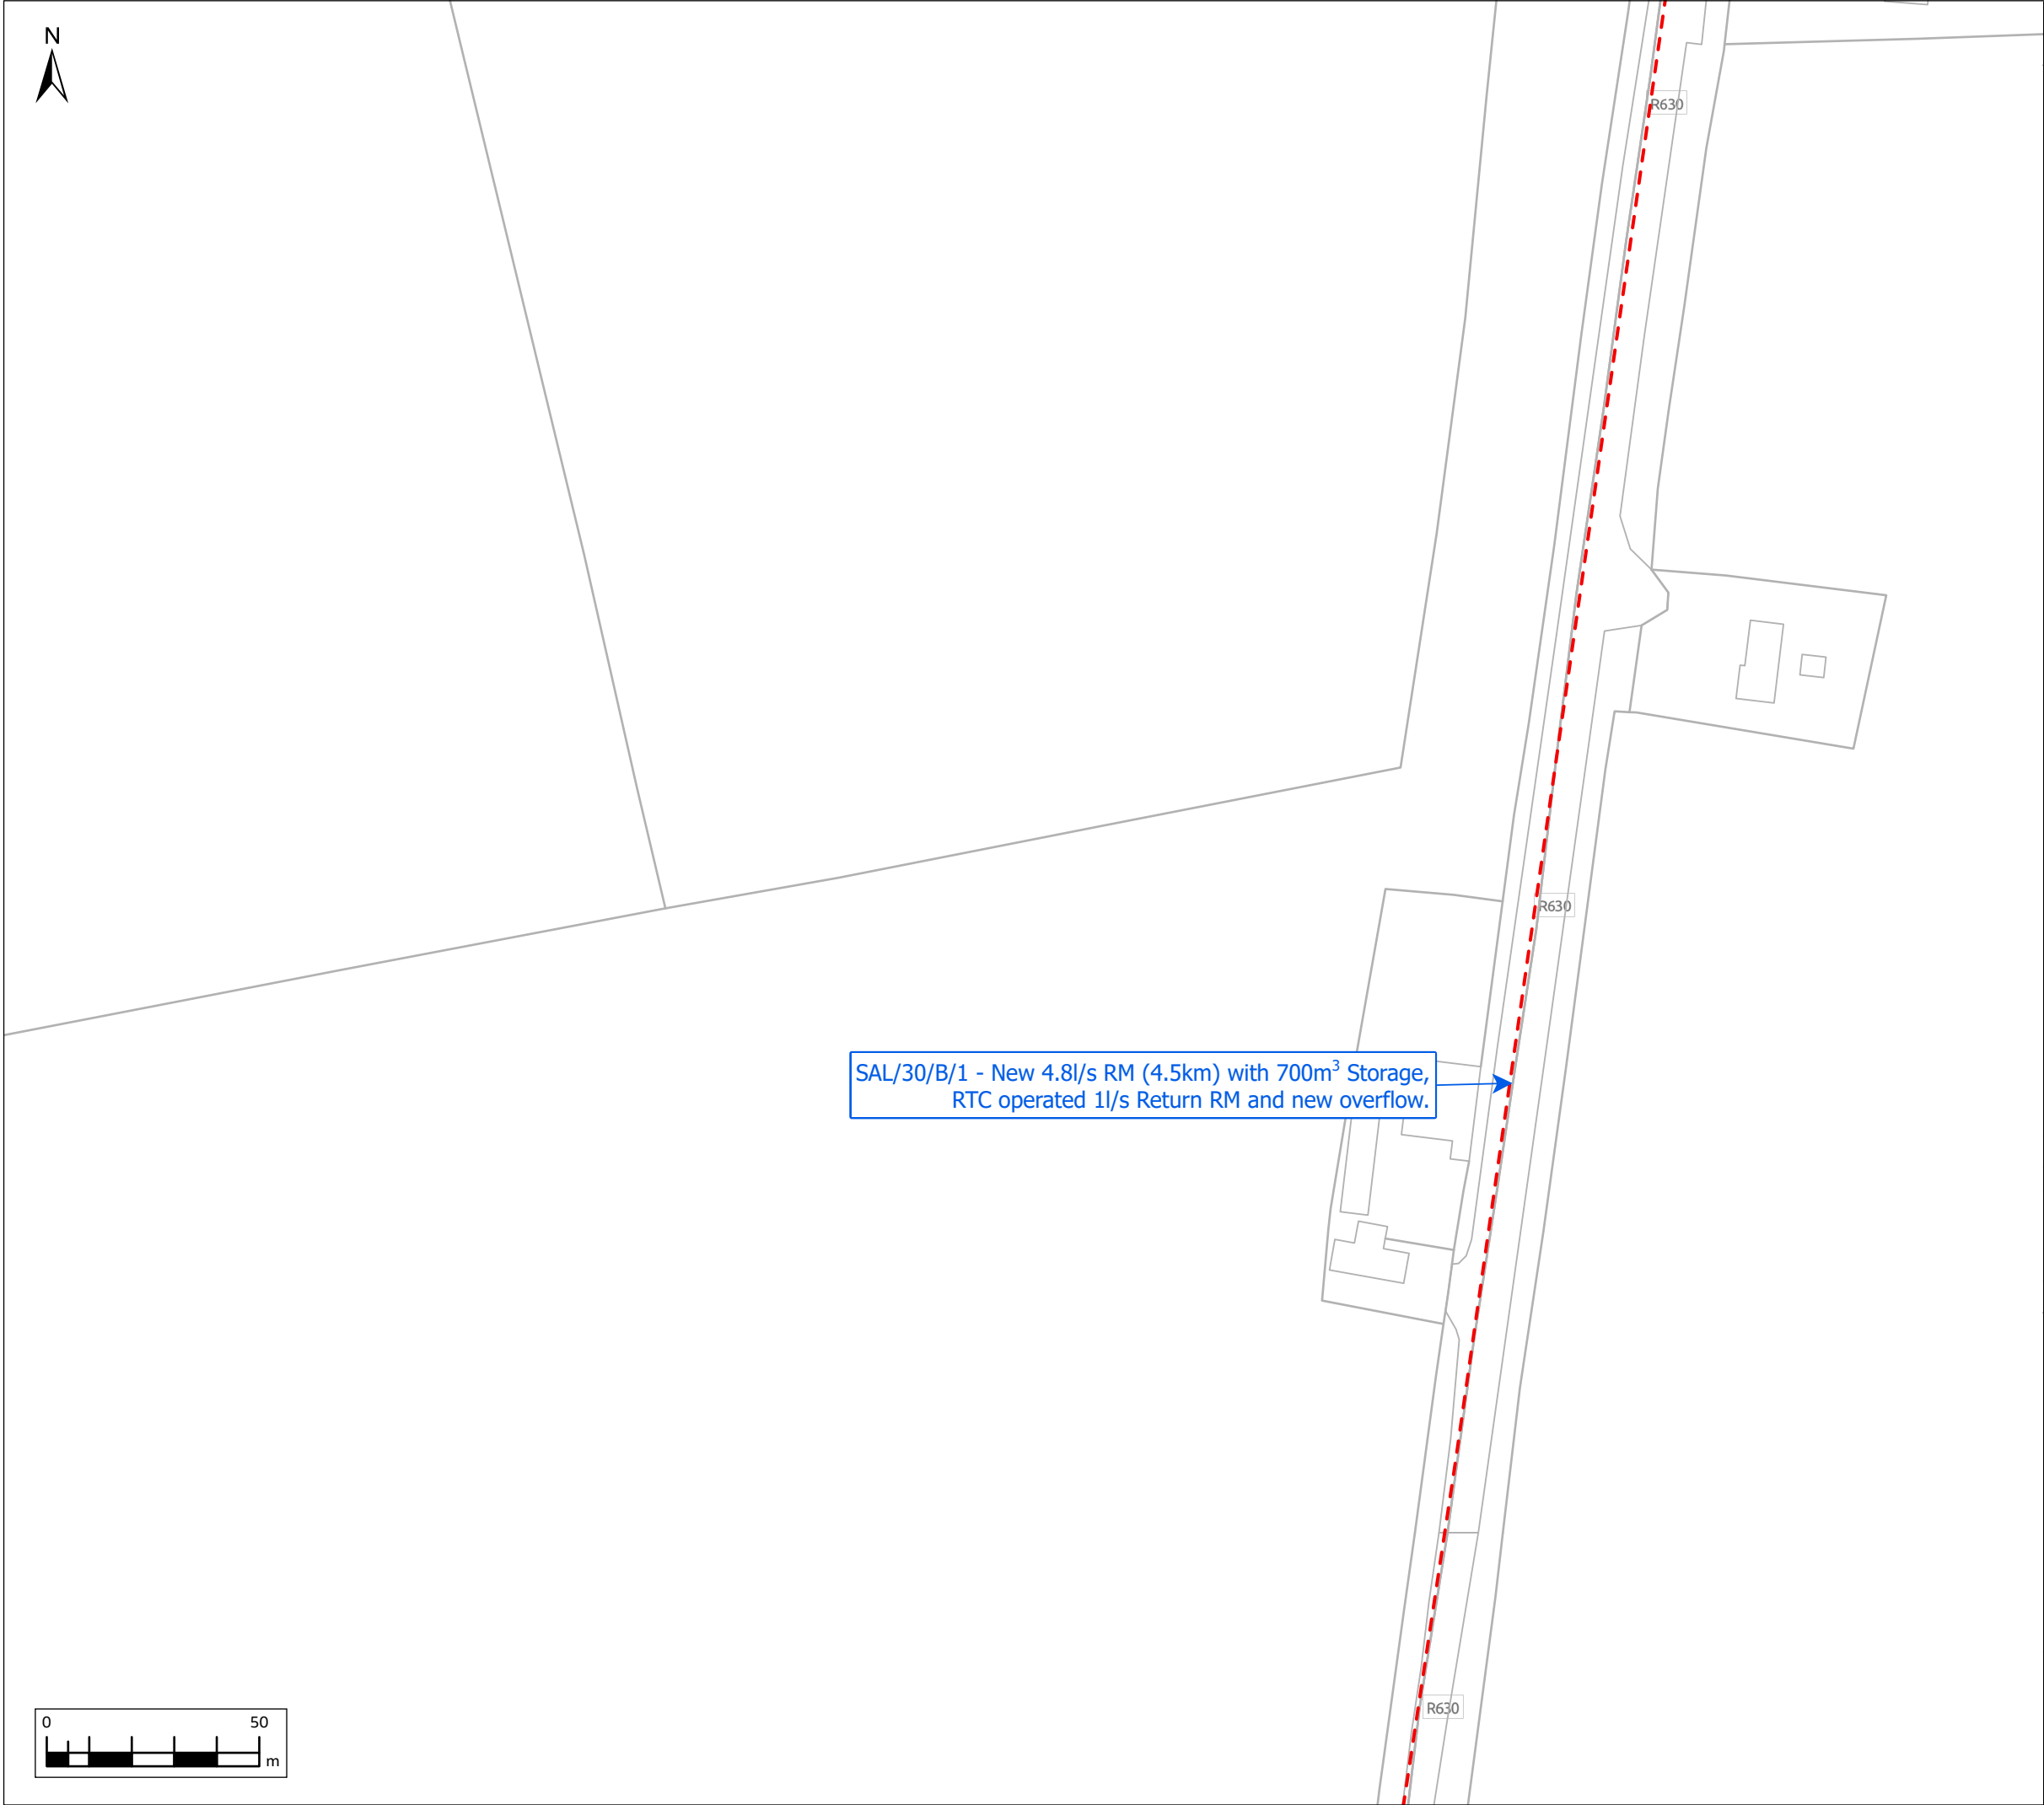 N
R630
R630
SAL/30/B/1 - New 4.8l/s RM (4.5km) with 700m³ Storage,
RTC operated 1l/s Return RM and new overflow.
R630
0 50
m